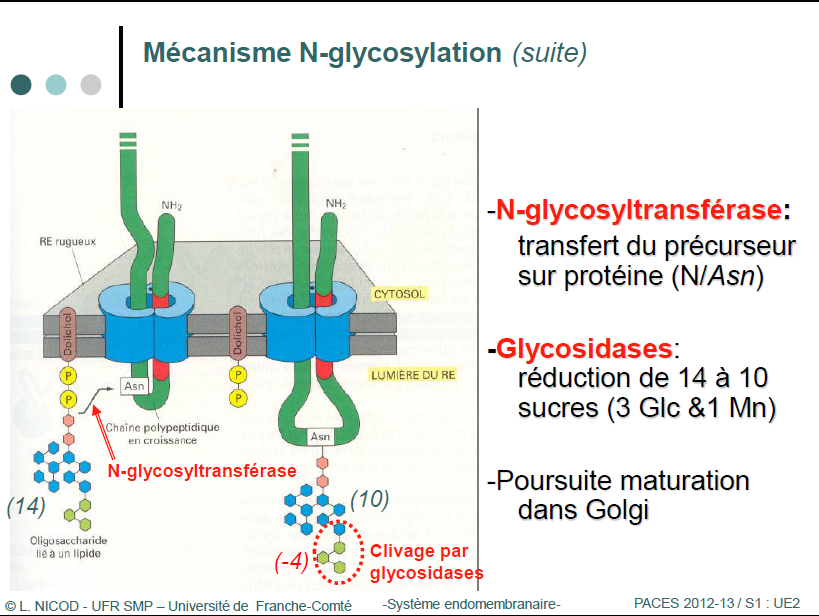 Mécanisme N-glycosylation (suite)
NH2
NH2
RE rugueux
CYTOSOL
Dolichol
Dolichol
LUMIÈRE DU RE
P
P
P
P
Asn
Chaîne polypeptidique
en croissance
Asn
N-glycosyltransférase
(14)
(10)
Oligosaccharide
lié à un lipide
(-4)
Clivage par
glycosidases
-N-glycosyltransférase:
transfert du précurseur
sur protéine (N/Asn)
-Glycosidases:
réduction de 14 à 10
sucres (3 Glc &1 Mn)
-Poursuite maturation
dans Golgi
© L. NICOD - UFR SMP – Université de Franche-Comté -Système endomembranaire- PACES 2012-13 / S1 : UE2